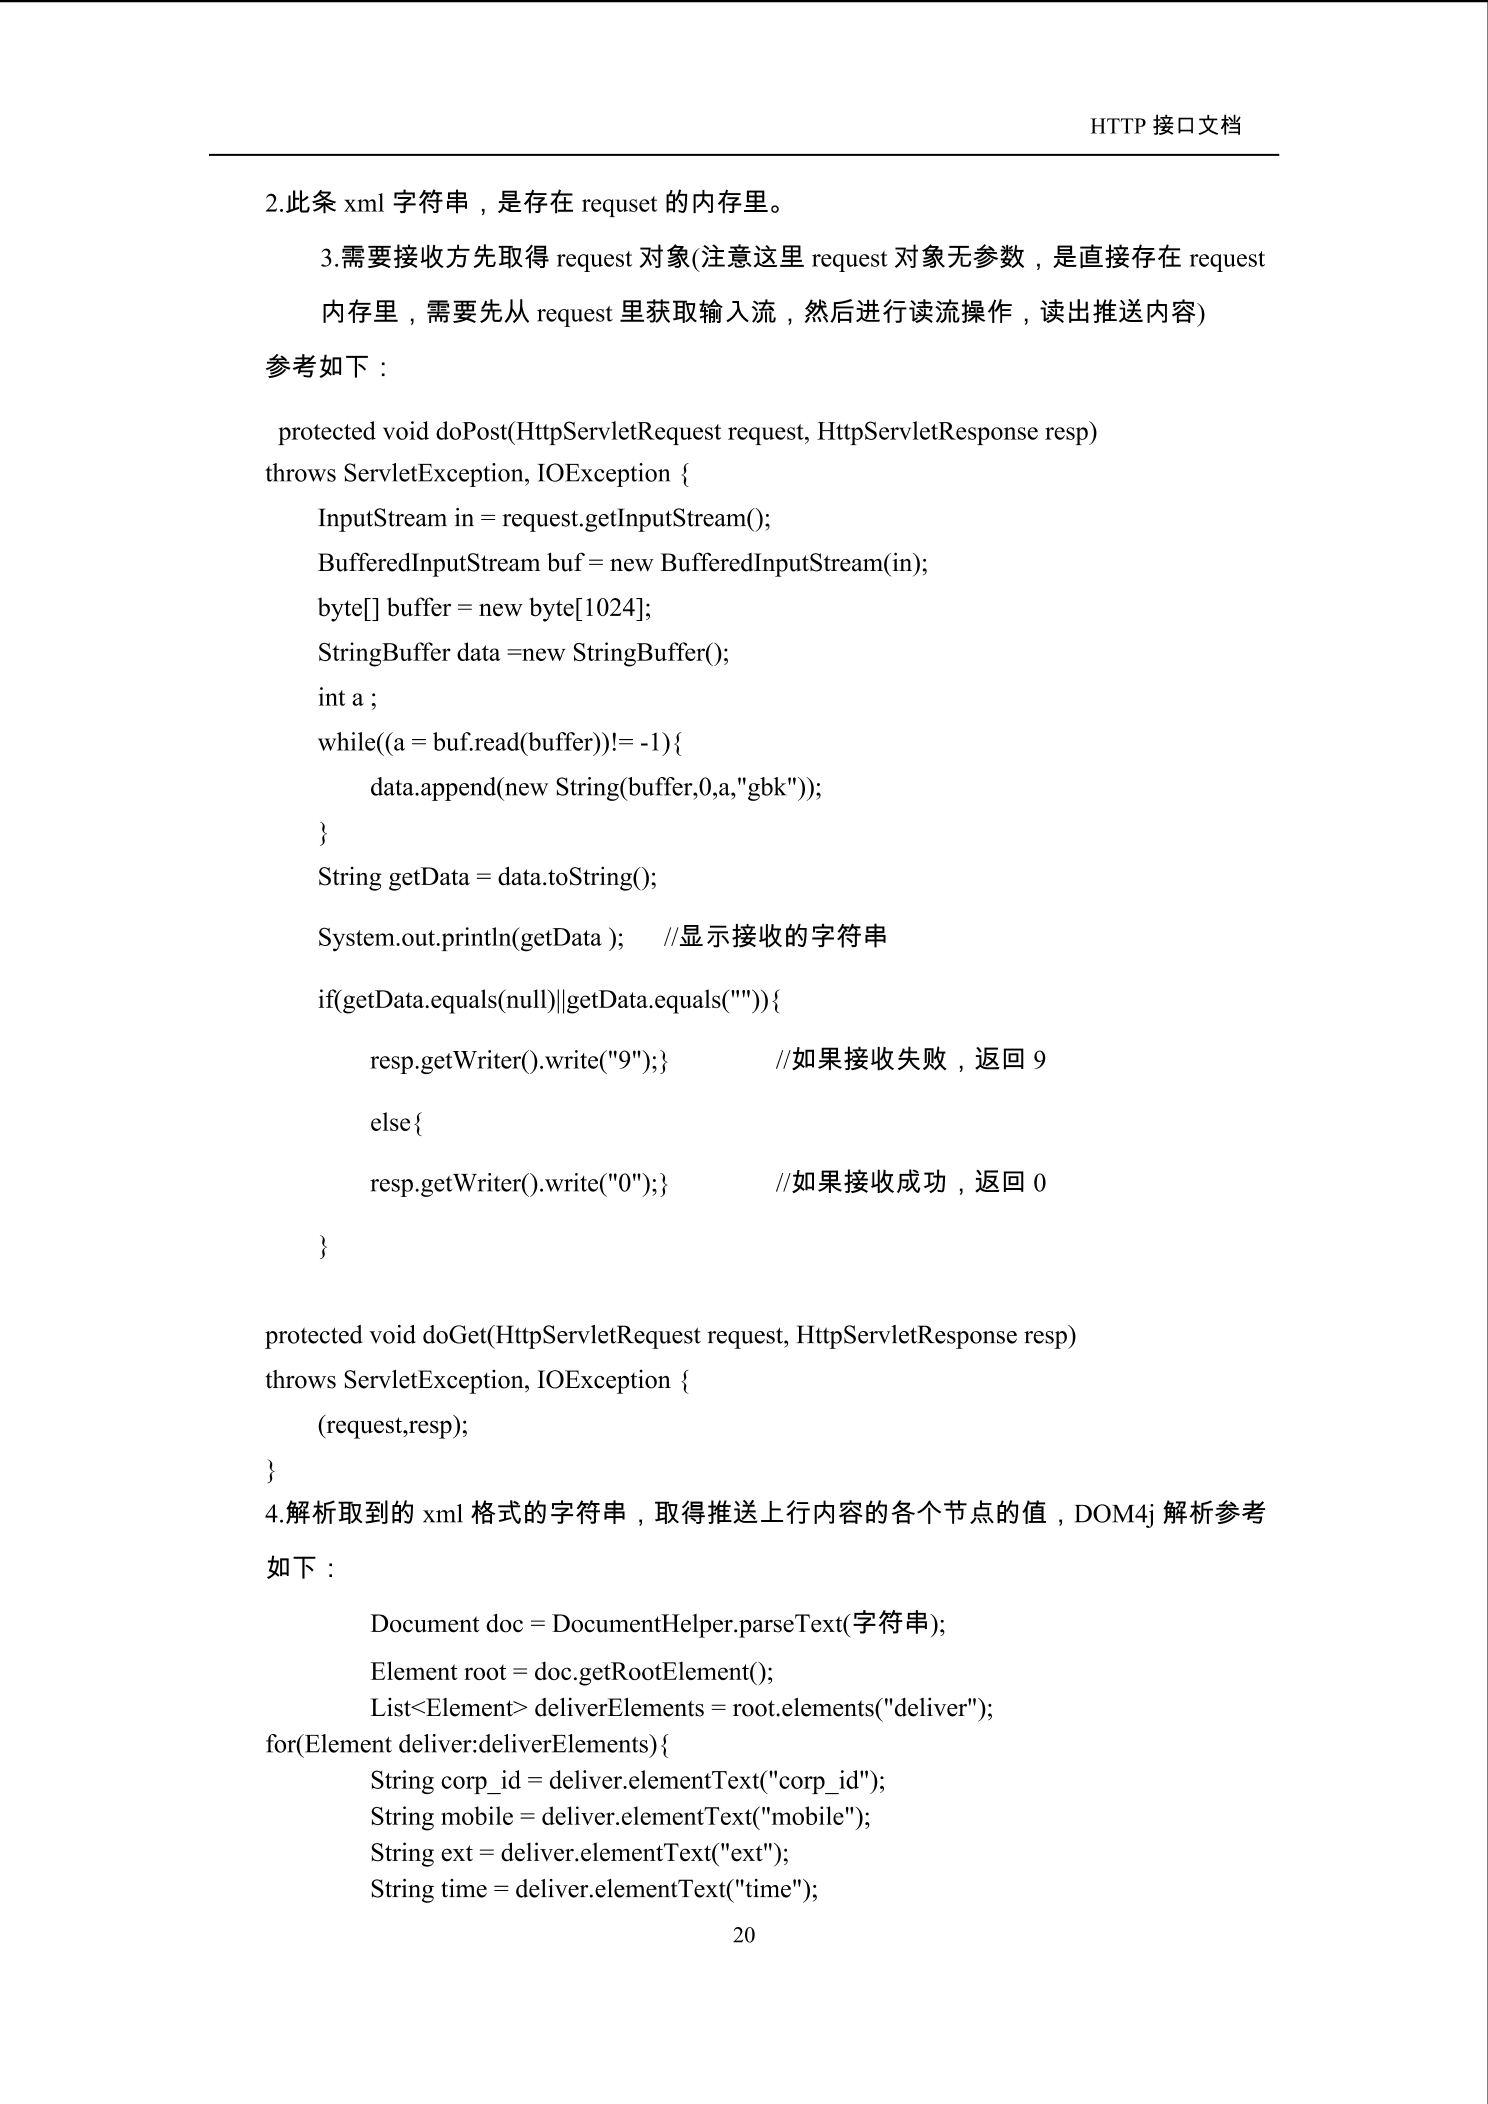 HTTP 接口文档
2.此条 xml 字符串，是存在 requset 的内存里。
3.需要接收方先取得 request 对象(注意这里 request 对象无参数，是直接存在 request
内存里，需要先从 request 里获取输入流，然后进行读流操作，读出推送内容)
参考如下：
protected void doPost(HttpServletRequest request, HttpServletResponse resp)
throws ServletException, IOException {
InputStream in = request.getInputStream();
BufferedInputStream buf = new BufferedInputStream(in);
byte[] buffer = new byte[1024];
StringBuffer data =new StringBuffer();
int a ;
while((a = buf.read(buffer))!= -1){
data.append(new String(buffer,0,a,"gbk"));
}
String getData = data.toString();
System.out.println(getData ); //显示接收的字符串
if(getData.equals(null)||getData.equals("")){
resp.getWriter().write("9");} //如果接收失败，返回 9
else{
resp.getWriter().write("0");} //如果接收成功，返回 0
}
protected void doGet(HttpServletRequest request, HttpServletResponse resp)
throws ServletException, IOException {
(request,resp);
}
4.解析取到的 xml 格式的字符串，取得推送上行内容的各个节点的值，DOM4j 解析参考
如下：
Document doc = DocumentHelper.parseText(字符串);
Element root = doc.getRootElement();
List<Element> deliverElements = root.elements("deliver");
for(Element deliver:deliverElements){
String corp_id = deliver.elementText("corp_id");
String mobile = deliver.elementText("mobile");
String ext = deliver.elementText("ext");
String time = deliver.elementText("time");
20